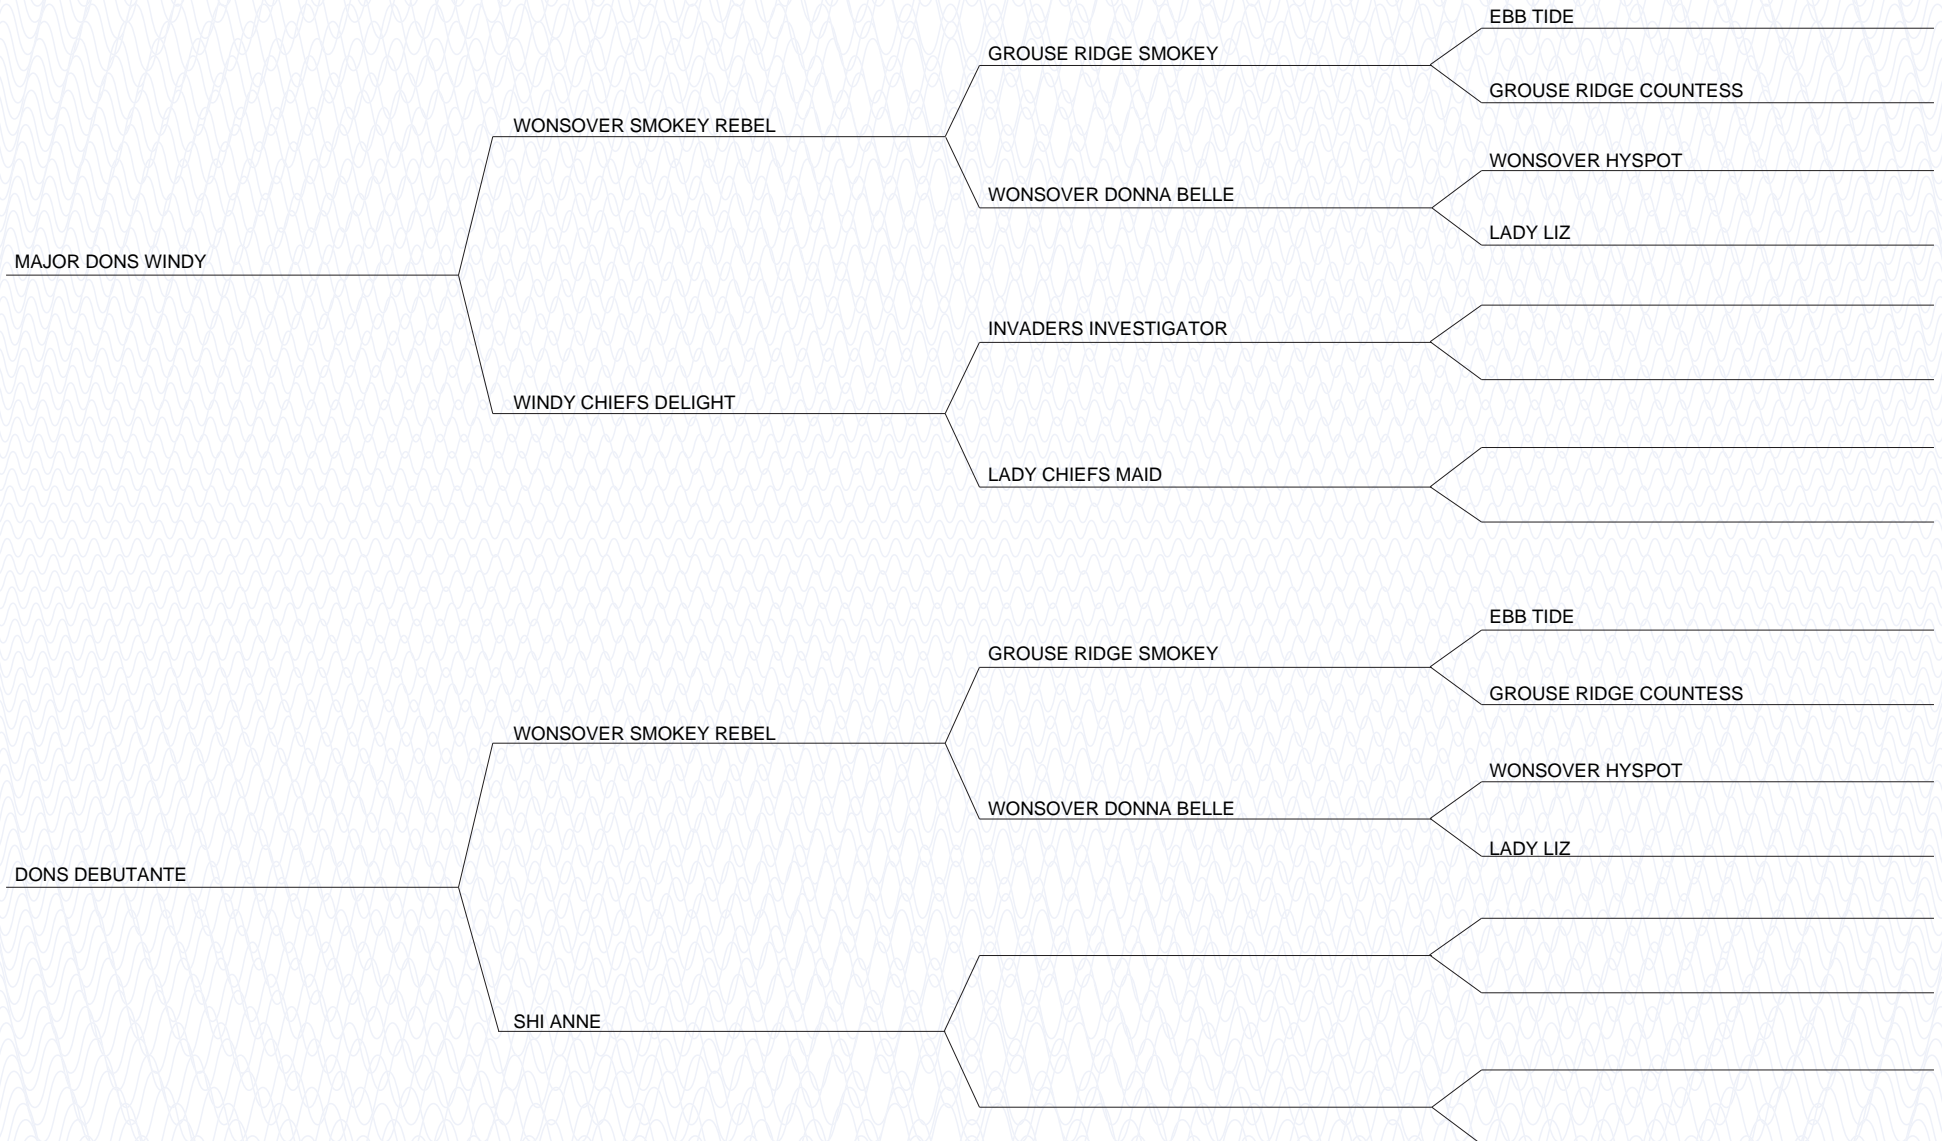 EBB TIDE
GROUSE RIDGE SMOKEY
GROUSE RIDGE COUNTESS
WONSOVER SMOKEY REBEL
WONSOVER HYSPOT
WONSOVER DONNA BELLE
LADY LIZ
MAJOR DONS WINDY
INVADERS INVESTIGATOR
WINDY CHIEFS DELIGHT
LADY CHIEFS MAID
EBB TIDE
GROUSE RIDGE SMOKEY
GROUSE RIDGE COUNTESS
WONSOVER SMOKEY REBEL
WONSOVER HYSPOT
WONSOVER DONNA BELLE
LADY LIZ
DONS DEBUTANTE
SHI ANNE